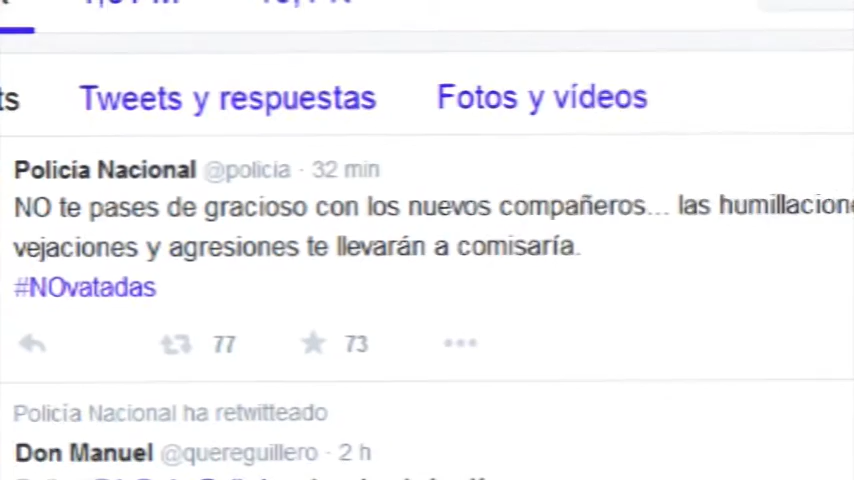 Tweets y respuestas Fotos y vídeos
Policía Nacional @policia · 32 min
NO te pases de gracioso con los nuevos compañeros... las
vejaciones y agresiones te llevarán a comisaría.
#NOvatadas
77 73
Policía Nacional ha retwitteado
Don Manuel @quereguillero · 2 h